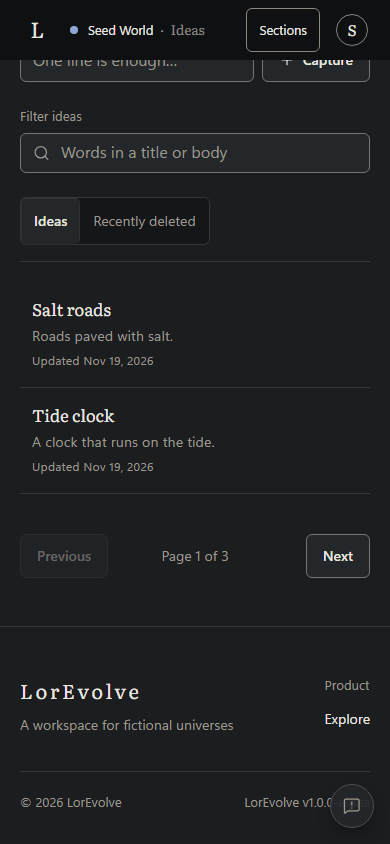 L
Seed World · Ideas
Sections
S
One line is enough...
+ Capture
Filter ideas
Words in a title or body
Ideas
Recently deleted
Salt roads
Roads paved with salt.
Updated Nov 19, 2026
Tide clock
A clock that runs on the tide.
Updated Nov 19, 2026
Previous
Page 1 of 3
Next
LorEvolve
A workspace for fictional universes
Product
Explore
© 2026 LorEvolve
LorEvolve